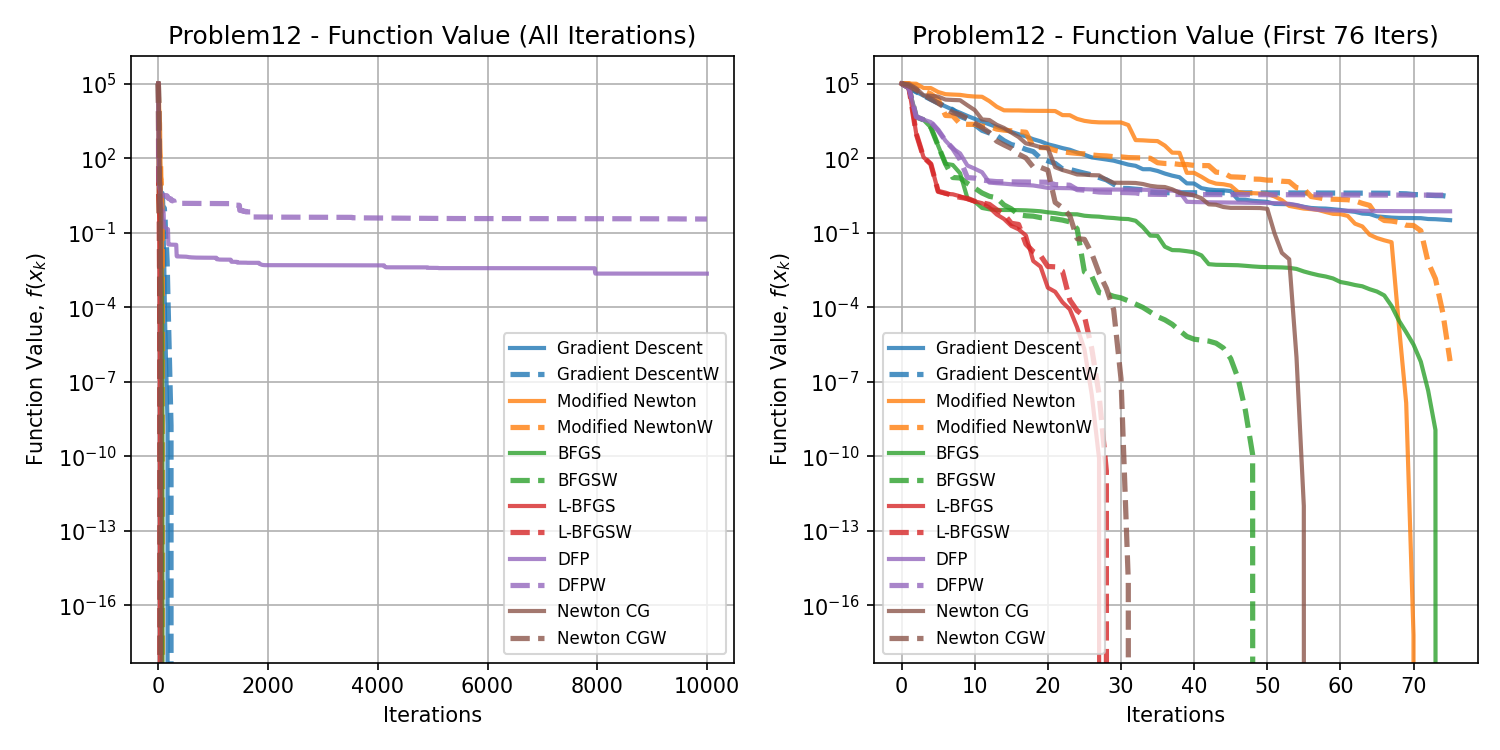 Problem12 - Function Value (All Iterations)
Function Value, f(x_k)
10^5
10^2
10^-1
10^-4
10^-7
10^-10
10^-13
10^-16
Gradient Descent
Gradient DescentW
Modified Newton
Modified NewtonW
BFGS
BFGSW
L-BFGS
L-BFGSW
DFP
DFPW
Newton CG
Newton CGW
0 2000 4000 6000 8000 10000
Iterations
Problem12 - Function Value (First 76 Iters)
Function Value, f(x_k)
10^5
10^2
10^-1
10^-4
10^-7
10^-10
10^-13
10^-16
Gradient Descent
Gradient DescentW
Modified Newton
Modified NewtonW
BFGS
BFGSW
L-BFGS
L-BFGSW
DFP
DFPW
Newton CG
Newton CGW
0 10 20 30 40 50 60 70
Iterations